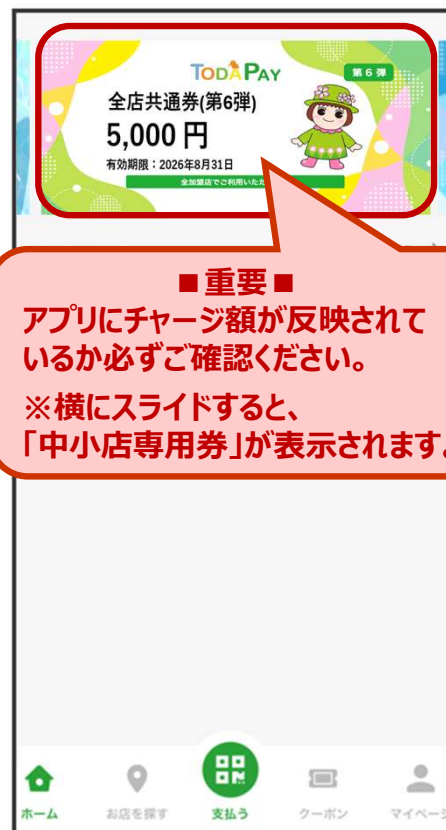 TODAPAY
第6弾
全店共通券(第6弾)
5,000 円
有効期限：2026年8月31日
全加盟店でご利用いた
■重要■
アプリにチャージ額が反映されて
いるか必ずご確認ください。
※横にスライドすると、
「中小店専用券」が表示されます。
ホーム
お店を探す
支払う
クーポン
マイペー